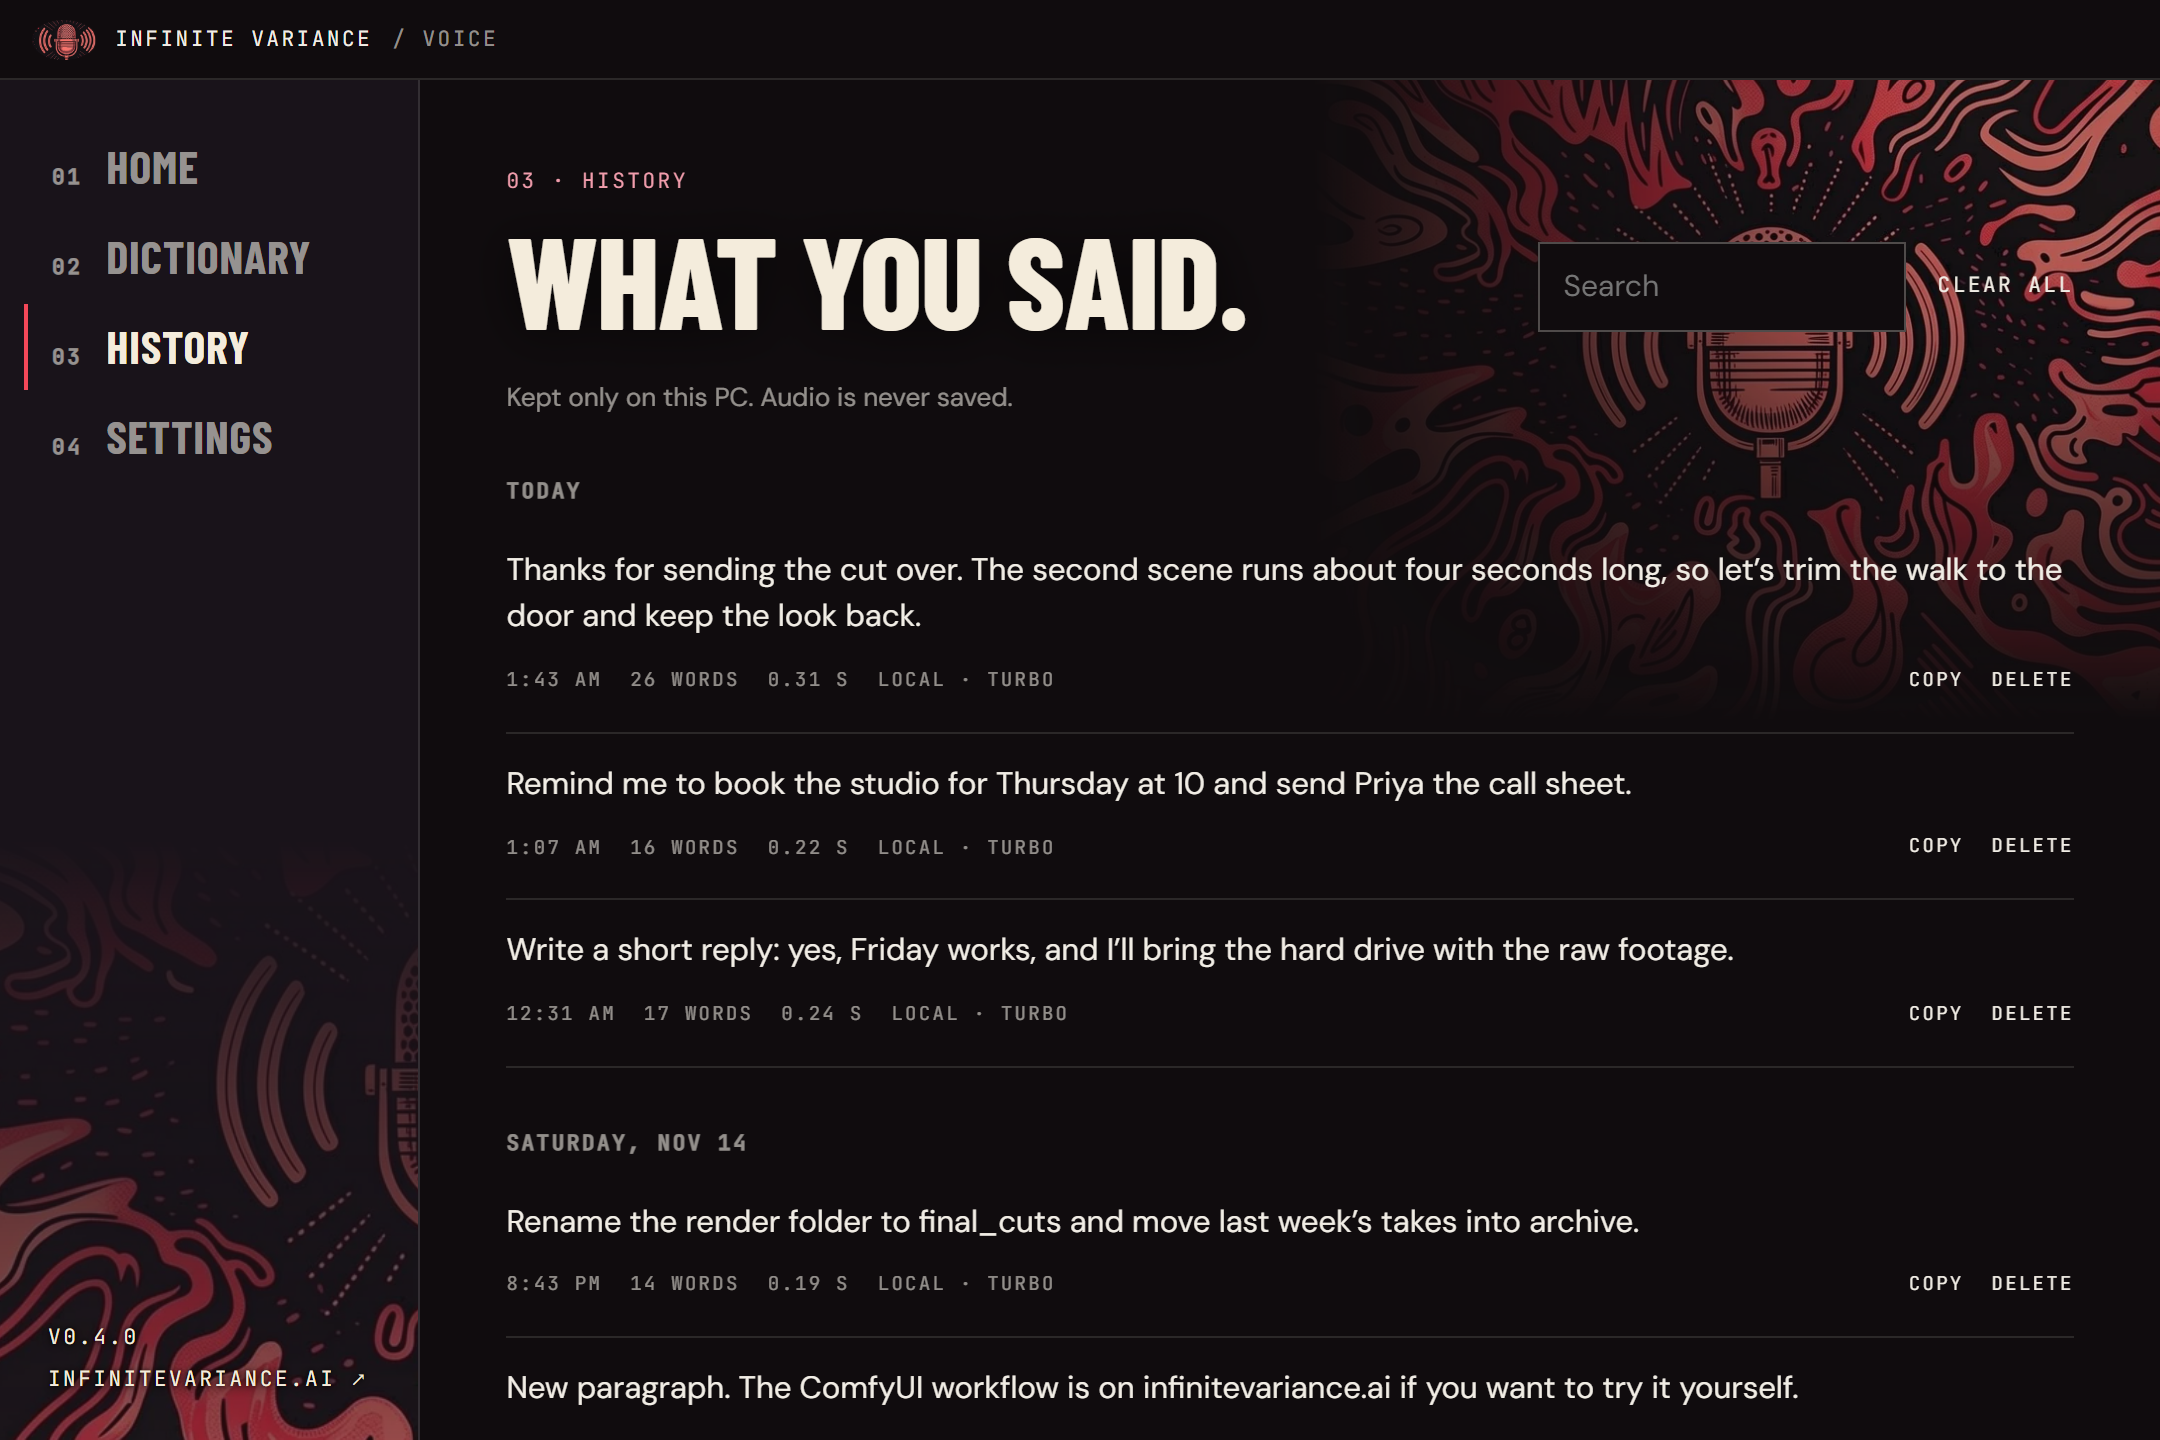 INFINITE VARIANCE / VOICE
01 HOME
02 DICTIONARY
03 HISTORY
04 SETTINGS
V0.4.0
INFINITEVARIANCE.AI ↗
03 · HISTORY
WHAT YOU SAID.
Search
CLEAR ALL
Kept only on this PC. Audio is never saved.
TODAY
Thanks for sending the cut over. The second scene runs about four seconds long, so let’s trim the walk to the
door and keep the look back.
1:43 AM 26 WORDS 0.31 S LOCAL · TURBO COPY DELETE
Remind me to book the studio for Thursday at 10 and send Priya the call sheet.
1:07 AM 16 WORDS 0.22 S LOCAL · TURBO COPY DELETE
Write a short reply: yes, Friday works, and I’ll bring the hard drive with the raw footage.
12:31 AM 17 WORDS 0.24 S LOCAL · TURBO COPY DELETE
SATURDAY, NOV 14
Rename the render folder to final_cuts and move last week’s takes into archive.
8:43 PM 14 WORDS 0.19 S LOCAL · TURBO COPY DELETE
New paragraph. The ComfyUI workflow is on infinitevariance.ai if you want to try it yourself.